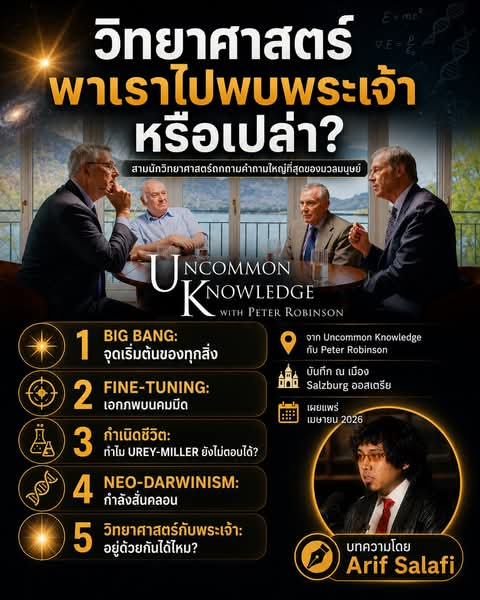 วิทยาศาสตร์
พาเราไปพบพระเจ้า
หรือเปล่า?
E=mc²
สามนักวิทยาศาสตร์ถกถามคำถามใหญ่ที่สุดของมวลมนุษย์
UNCOMMON
KNOWLEDGE
WITH PETER ROBINSON
1 BIG BANG:
จุดเริ่มต้นของทุกสิ่ง
2 FINE-TUNING:
เอกภพบนคมมีด
3 กำเนิดชีวิต:
ทำไม UREY-MILLER ยังไม่ตอบได้?
4 NEO-DARWINISM:
กำลังสั่นคลอน
5 วิทยาศาสตร์กับพระเจ้า:
อยู่ด้วยกันได้ไหม?
จาก Uncommon Knowledge
กับ Peter Robinson
บันทึก ณ เมือง
Salzburg ออสเตรีย
เผยแพร่
เมษายน 2026
บทความโดย
Arif Salafi